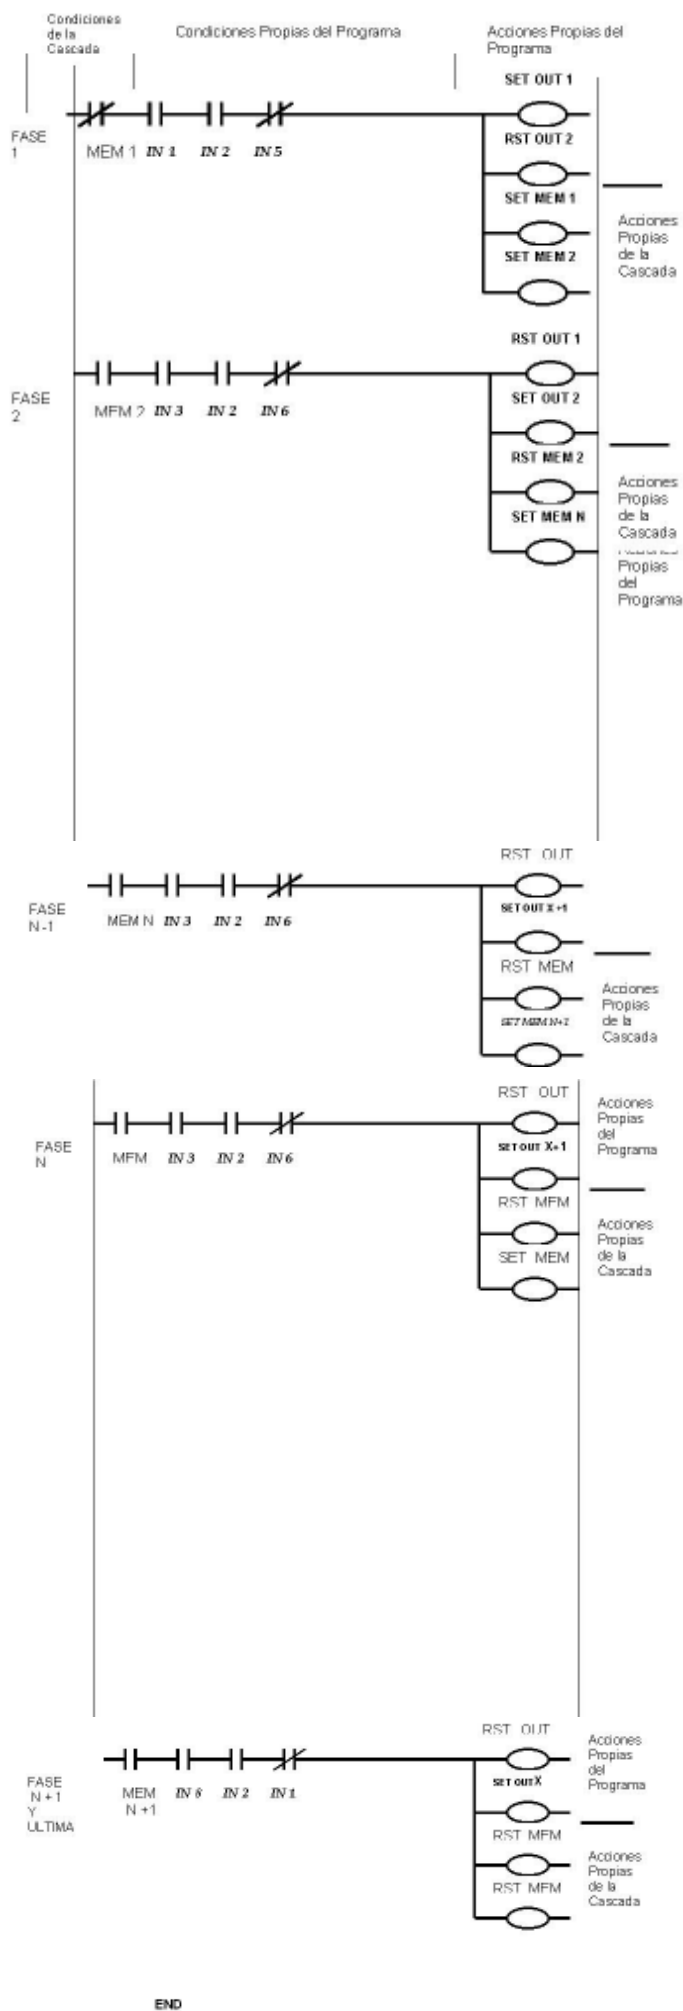 Condiciones
de la
Cascada
Condiciones Propias del Programa
Acciones Propias del
Programa
SET OUT 1
FASE
1
MEM 1 IN 1 IN 2 IN 5
RST OUT 2
SET MEM 1
SET MEM 2
Acciones
Propias
de la
Cascada
RST OUT 1
FASE
2
MEM 2 IN 3 IN 2 IN 6
SET OUT 2
RST MEM 2
SET MEM N
Acciones
Propias
de la
Cascada
Propias
del
Programa
RST OUT
FASE
N-1
MEM N IN 3 IN 2 IN 6
SET OUT X+1
RST MEM
SET MEM N+1
Acciones
Propias
de la
Cascada
RST OUT
Acciones
Propias
del
Programa
FASE
N
MEM IN 3 IN 2 IN 6
SET OUT X+1
RST MEM
SET MEM
Acciones
Propias
de la
Cascada
RST OUT
Acciones
Propias
del
Programa
FASE
N+1
Y
ULTIMA
MEM
N+1
IN 8 IN 2 IN 1
SET OUT X
RST MEM
RST MEM
Acciones
Propias
de la
Cascada
END